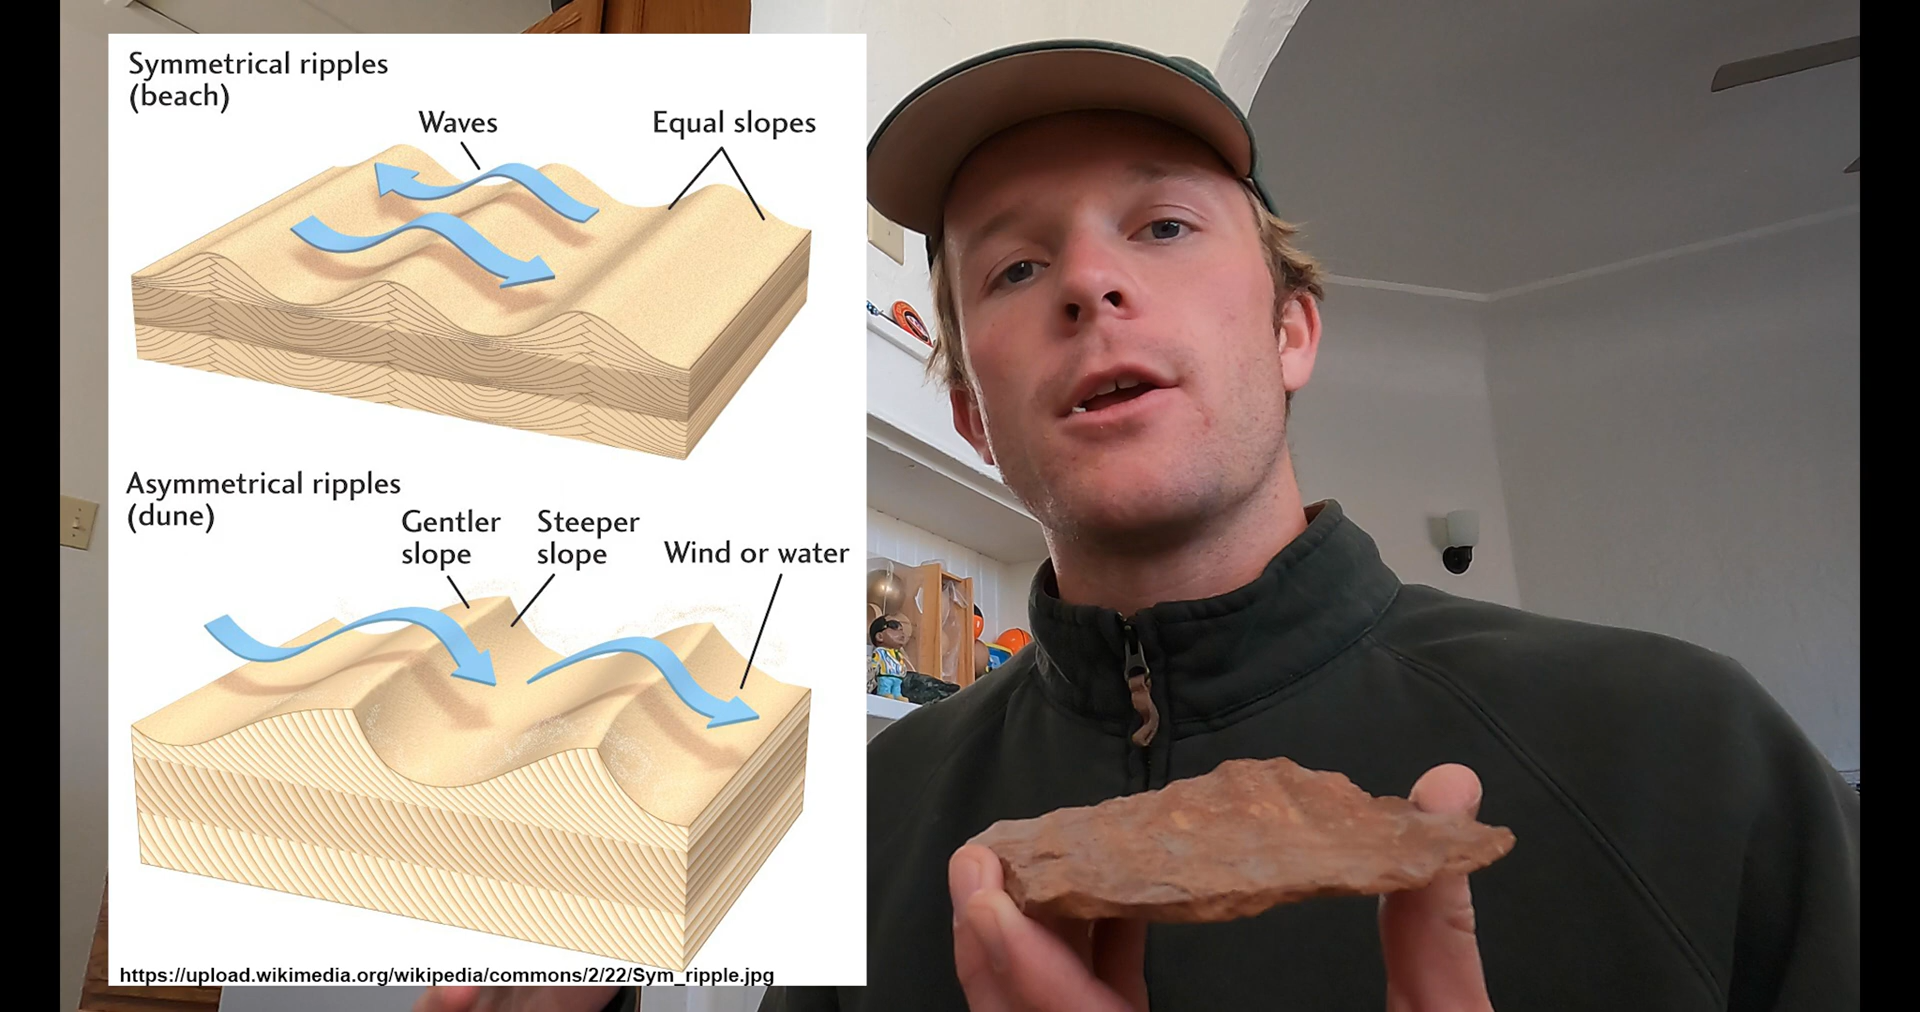 Symmetrical ripples
(beach)
Waves
Equal slopes
Asymmetrical ripples
(dune)
Gentler
slope
Steeper
slope
Wind or water
https://upload.wikimedia.org/wikipedia/commons/2/22/Sym_ripple.jpg